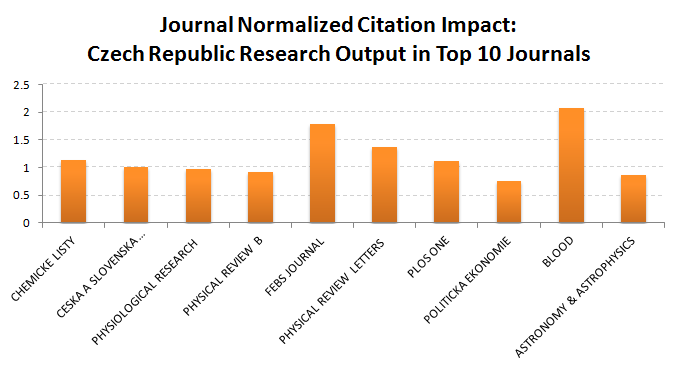 Journal Normalized Citation Impact:
Czech Republic Research Output in Top 10 Journals
2.5
2
1.5
1
0.5
0
CHEMICKE LISTY
CESKA A SLOVENSKA...
PHYSIOLOGICAL RESEARCH
PHYSICAL REVIEW B
FEBS JOURNAL
PHYSICAL REVIEW LETTERS
PLOS ONE
POLITICKA EKONOMIE
BLOOD
ASTRONOMY & ASTROPHYSICS